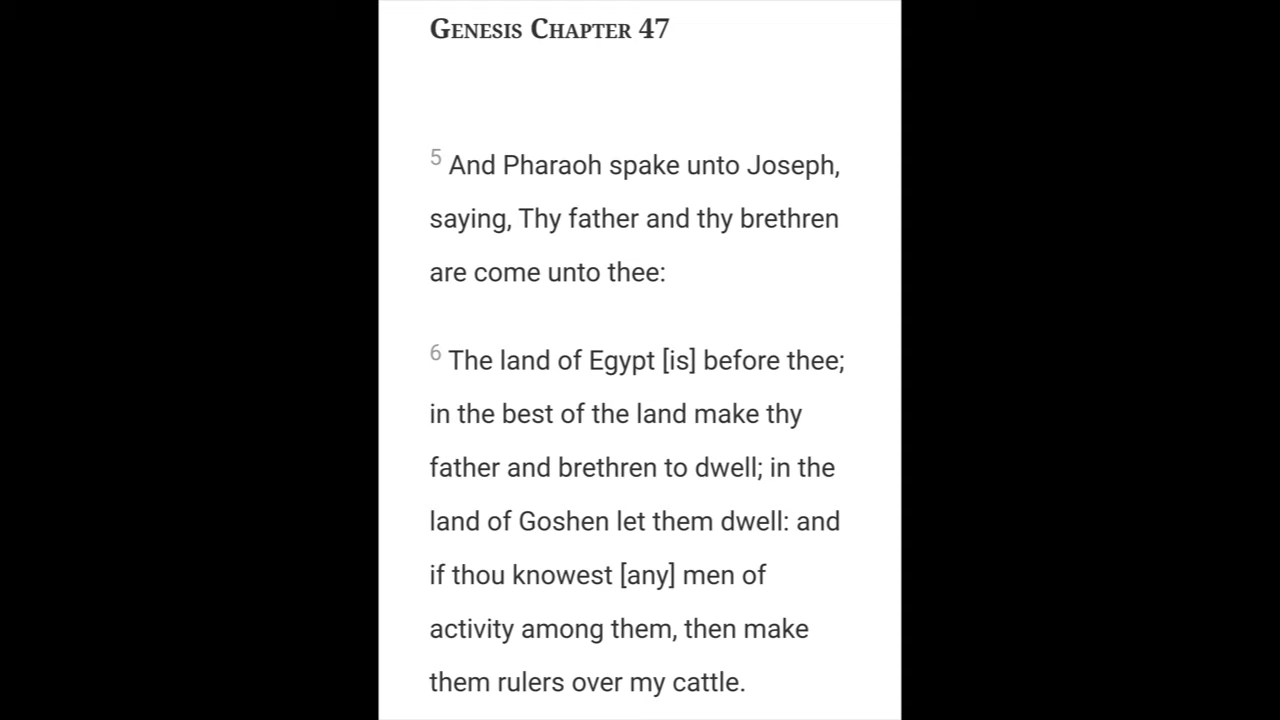 Genesis Chapter 47
5 And Pharaoh spake unto Joseph,
saying, Thy father and thy brethren
are come unto thee:
6 The land of Egypt [is] before thee;
in the best of the land make thy
father and brethren to dwell; in the
land of Goshen let them dwell: and
if thou knowest [any] men of
activity among them, then make
them rulers over my cattle.